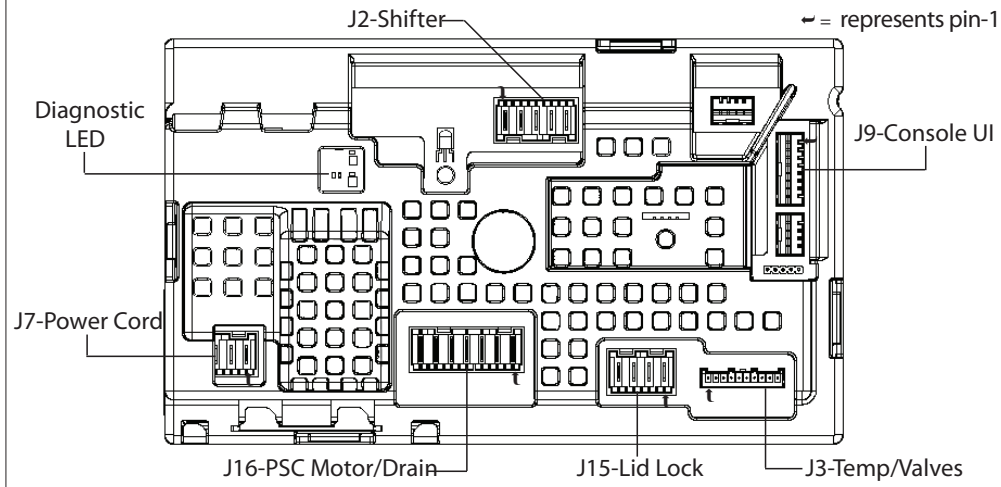 J2-Shifter
= represents pin-1
Diagnostic
LED
J9-Console UI
J7-Power Cord
J16-PSC Motor/Drain
J15-Lid Lock
J3-Temp/Valves